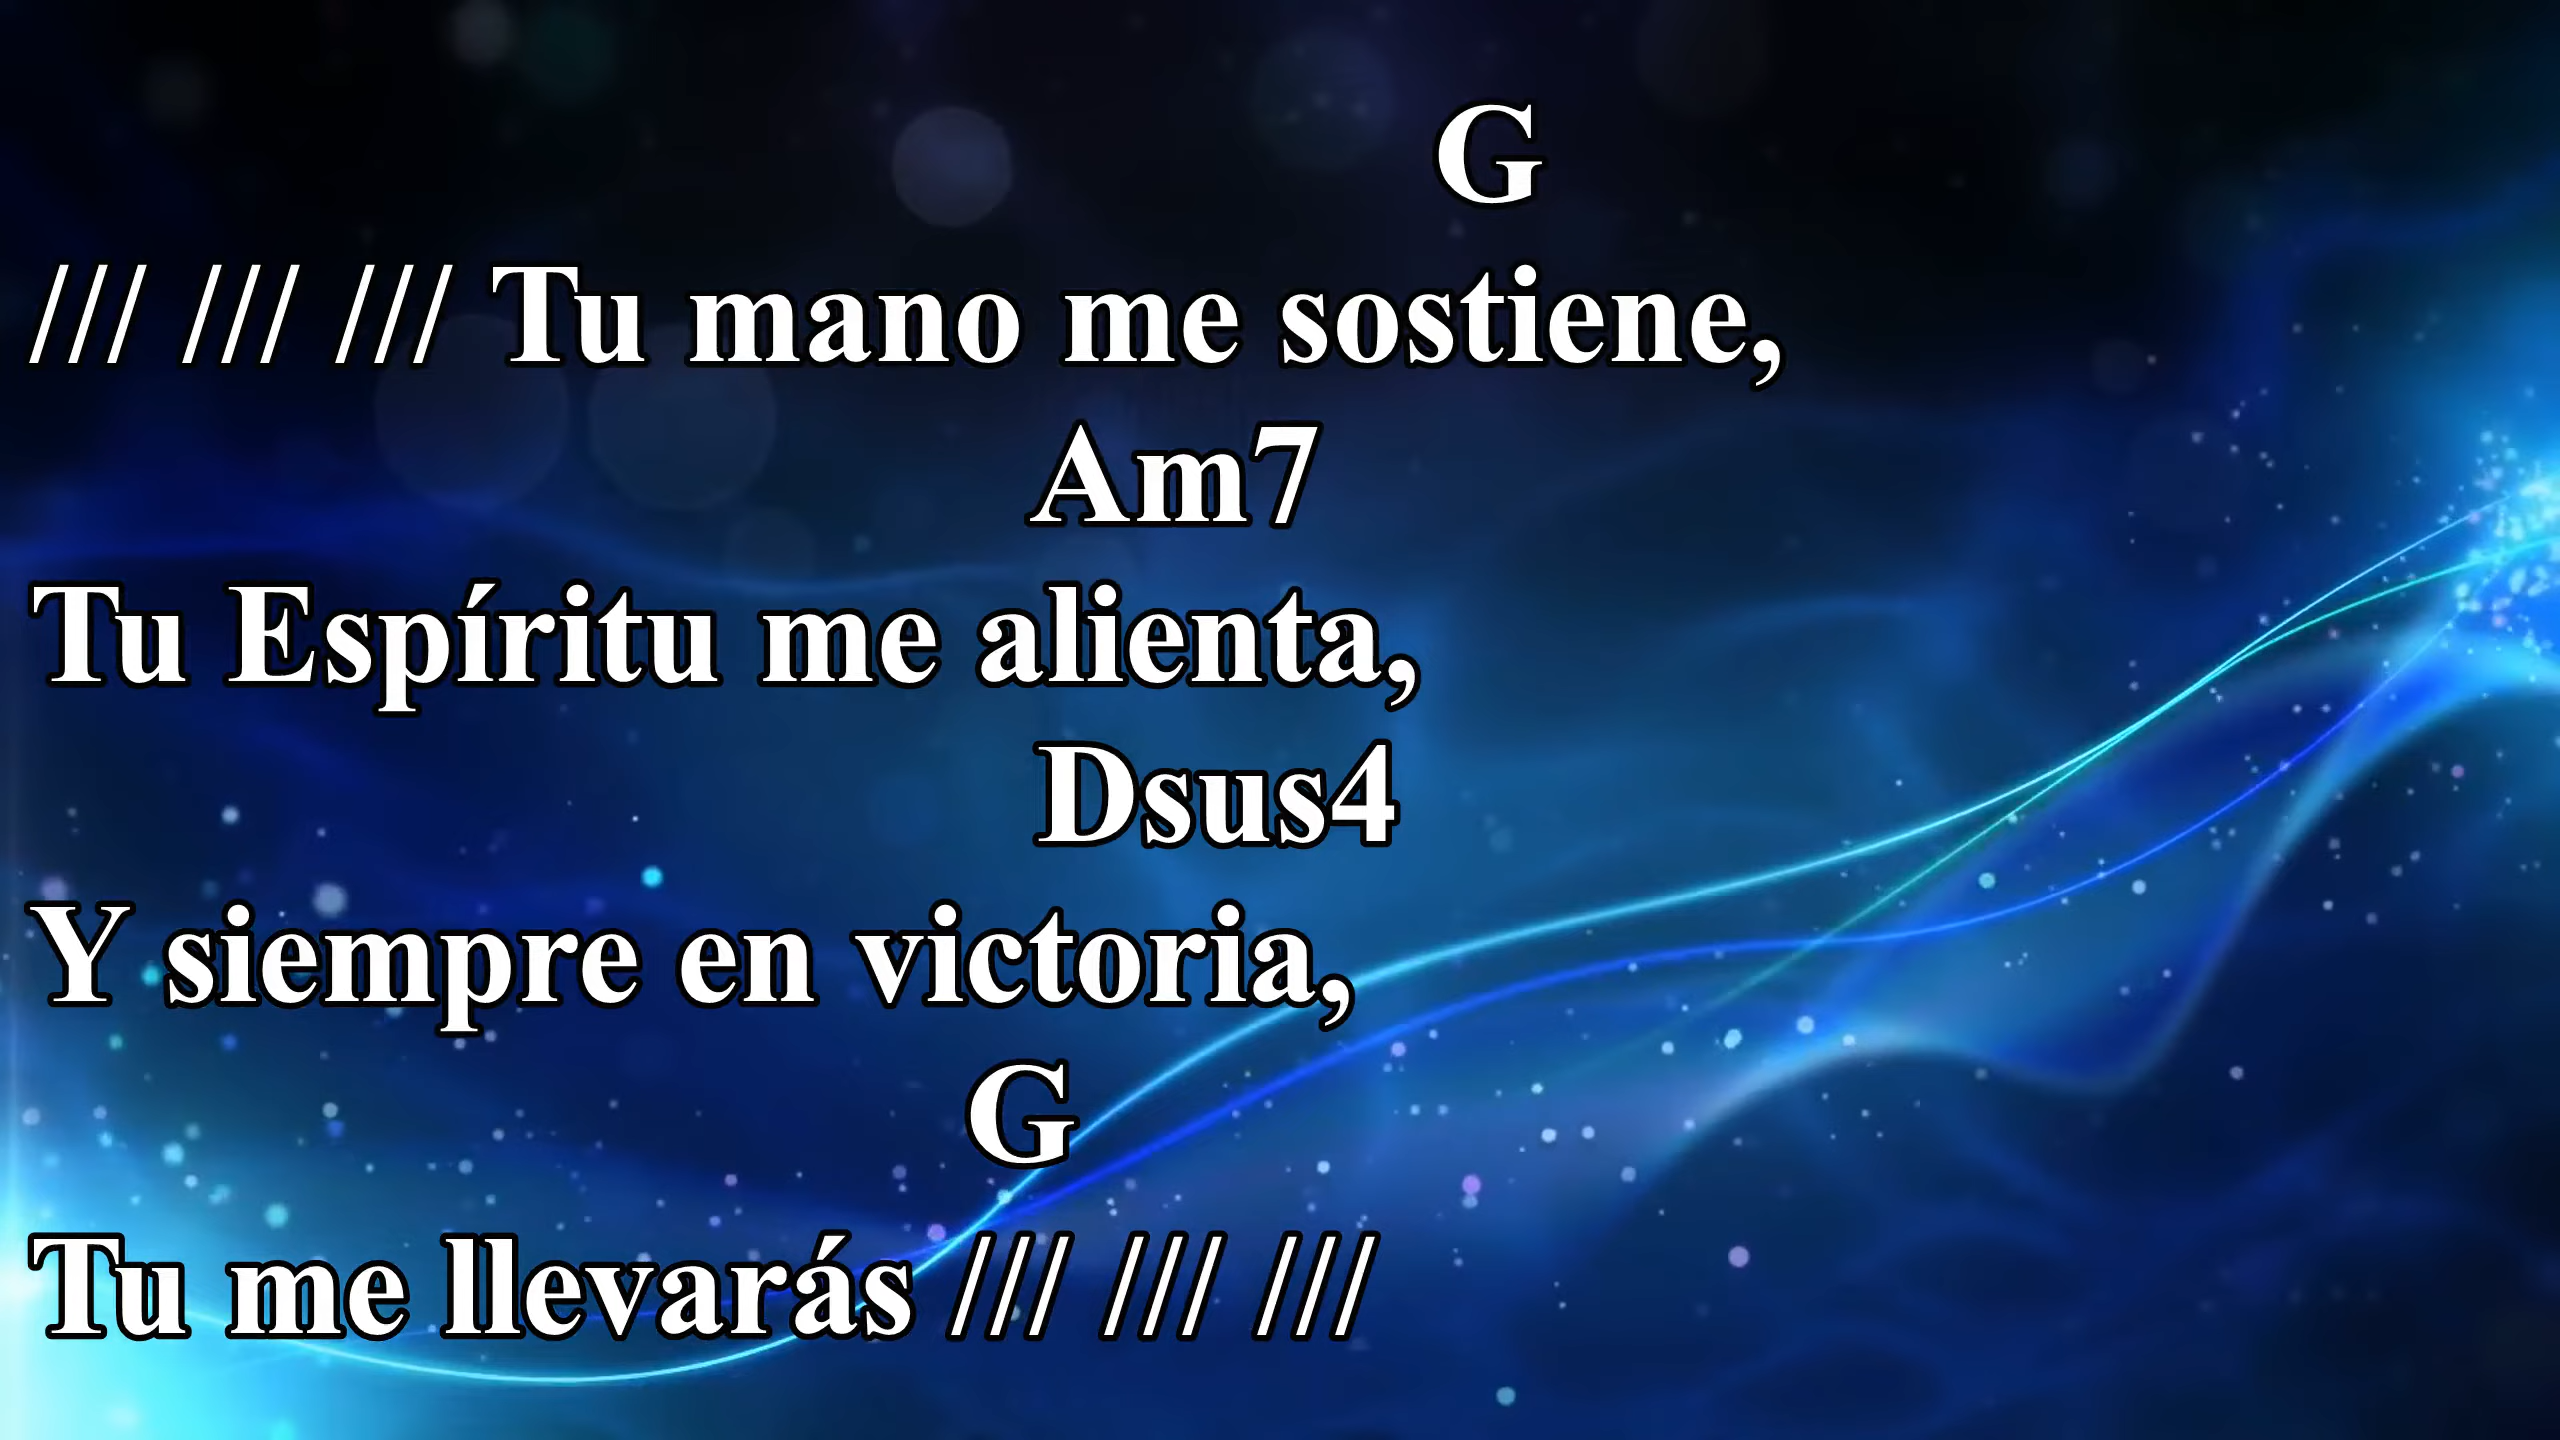 G
/// /// /// Tu mano me sostiene,
Am7
Tu Espíritu me alienta,
Dsus4
Y siempre en victoria,
G
Tu me llevarás /// /// ///